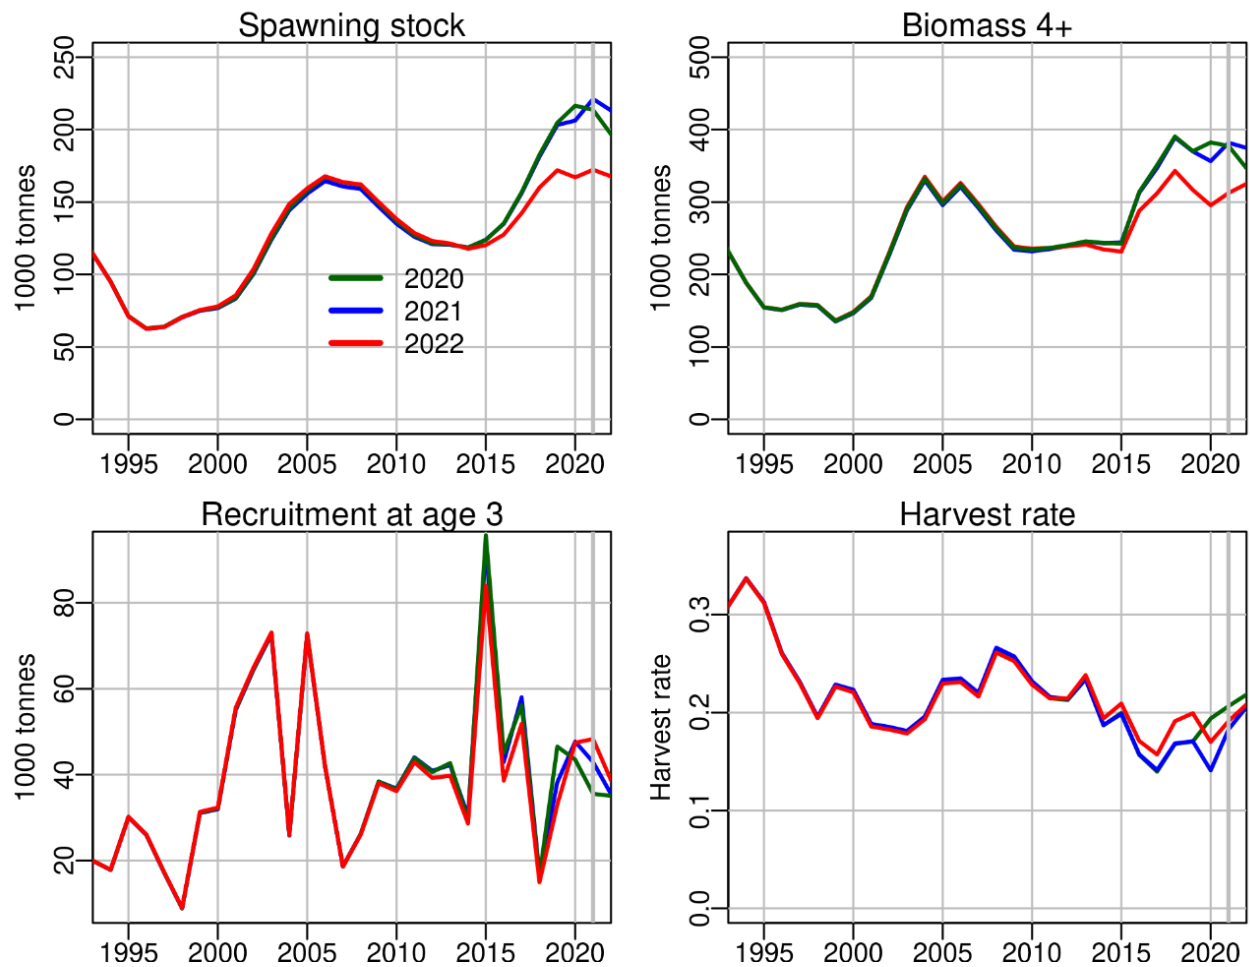 Spawning stock
1000 tonnes
250
200
150
100
50
0
2020
2021
2022
1995 2000 2005 2010 2015 2020
Biomass 4+
1000 tonnes
500
400
300
200
100
0
1995 2000 2005 2010 2015 2020
Recruitment at age 3
1000 tonnes
80
60
40
20
1995 2000 2005 2010 2015 2020
Harvest rate
Harvest rate
0.3
0.2
0.1
0.0
1995 2000 2005 2010 2015 2020